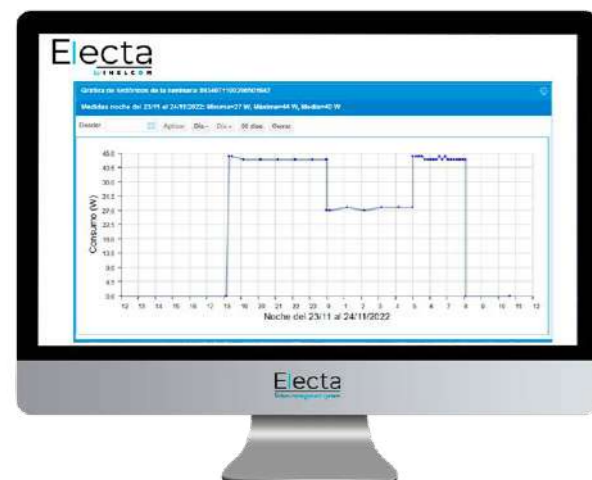 Electa
WINELCOM
Gráfica de históricos de la luminaria
Medidas noche del 23/11 al 24/11/2022: Mínima=27 W, Máxima=44 W, Media=40 W
Desde: Aplicar Día - Día + 30 días Cerrar
Consumo (W)
45.0
40.5
36.0
31.5
27.0
22.5
18.0
13.5
9.0
4.5
0.0
12 13 14 15 16 17 18 19 20 21 22 23 0 1 2 3 4 5 6 7 8 9 10 11 12
Noche del 23/11 al 24/11/2022
Electa